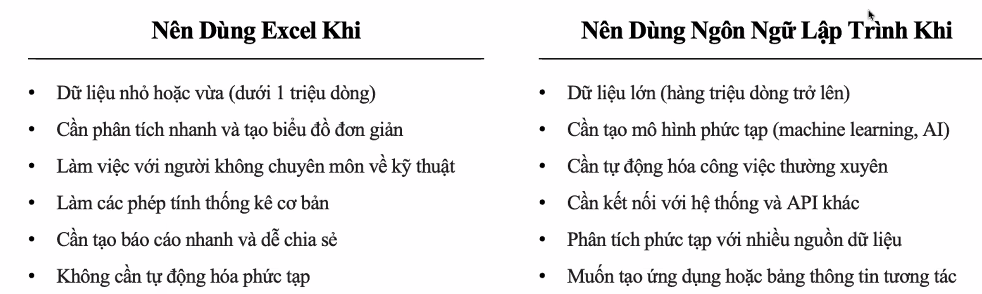 Nên Dùng Excel Khi
• Dữ liệu nhỏ hoặc vừa (dưới 1 triệu dòng)
• Cần phân tích nhanh và tạo biểu đồ đơn giản
• Làm việc với người không chuyên môn về kỹ thuật
• Làm các phép tính thống kê cơ bản
• Cần tạo báo cáo nhanh và dễ chia sẻ
• Không cần tự động hóa phức tạp
Nên Dùng Ngôn Ngữ Lập Trình Khi
• Dữ liệu lớn (hàng triệu dòng trở lên)
• Cần tạo mô hình phức tạp (machine learning, AI)
• Cần tự động hóa công việc thường xuyên
• Cần kết nối với hệ thống và API khác
• Phân tích phức tạp với nhiều nguồn dữ liệu
• Muốn tạo ứng dụng hoặc bảng thông tin tương tác